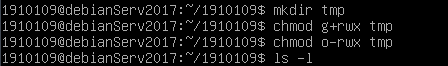 1910109@debianServ2017:~/1910109$ mkdir tmp
1910109@debianServ2017:~/1910109$ chmod g+rwx tmp
1910109@debianServ2017:~/1910109$ chmod o-rwx tmp
1910109@debianServ2017:~/1910109$ ls -l